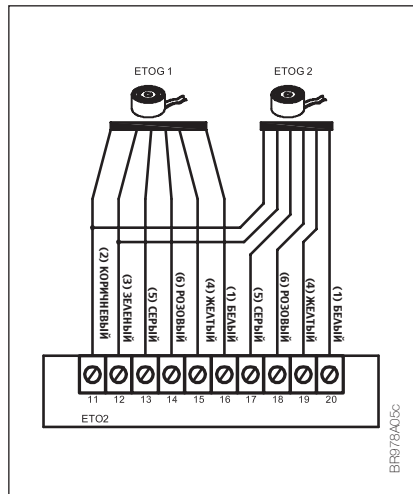 ETOG 1
ETOG 2
(2) КОРИЧНЕВЫЙ
(3) ЗЕЛЕНЫЙ
(5) СЕРЫЙ
(6) РОЗОВЫЙ
(4) ЖЕЛТЫЙ
(1) БЕЛЫЙ
(5) СЕРЫЙ
(6) РОЗОВЫЙ
(4) ЖЕЛТЫЙ
(1) БЕЛЫЙ
11 12 13 14 15 16 17 18 19 20
ETO2
BR978A05c